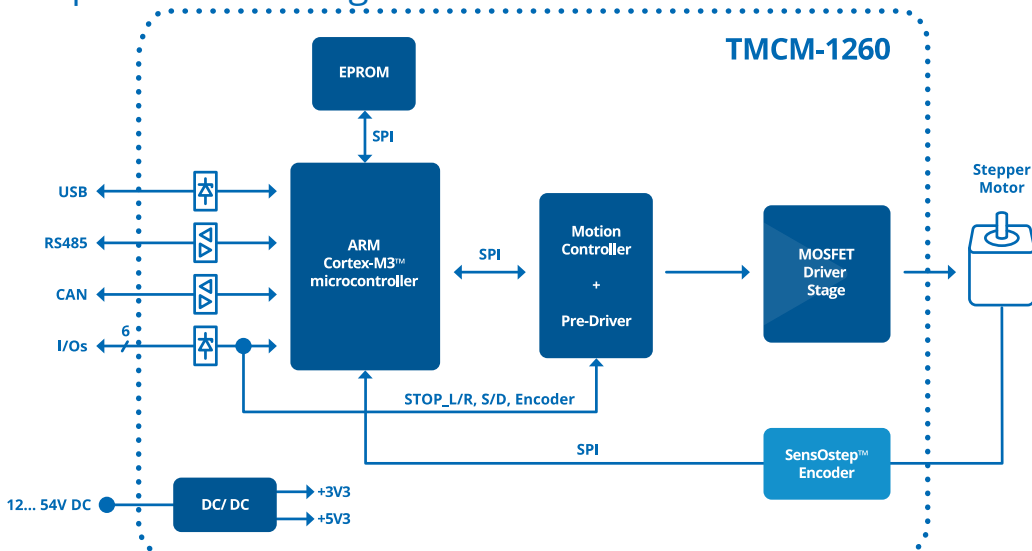 TMCM-1260
EPROM
SPI
USB
RS485
CAN
6
I/Os
ARM
Cortex-M3™
microcontroller
SPI
Motion
Controller
+
Pre-Driver
MOSFET
Driver
Stage
Stepper
Motor
STOP_L/R, S/D, Encoder
SPI
SensOstep™
Encoder
12... 54V DC
DC/ DC
+3V3
+5V3